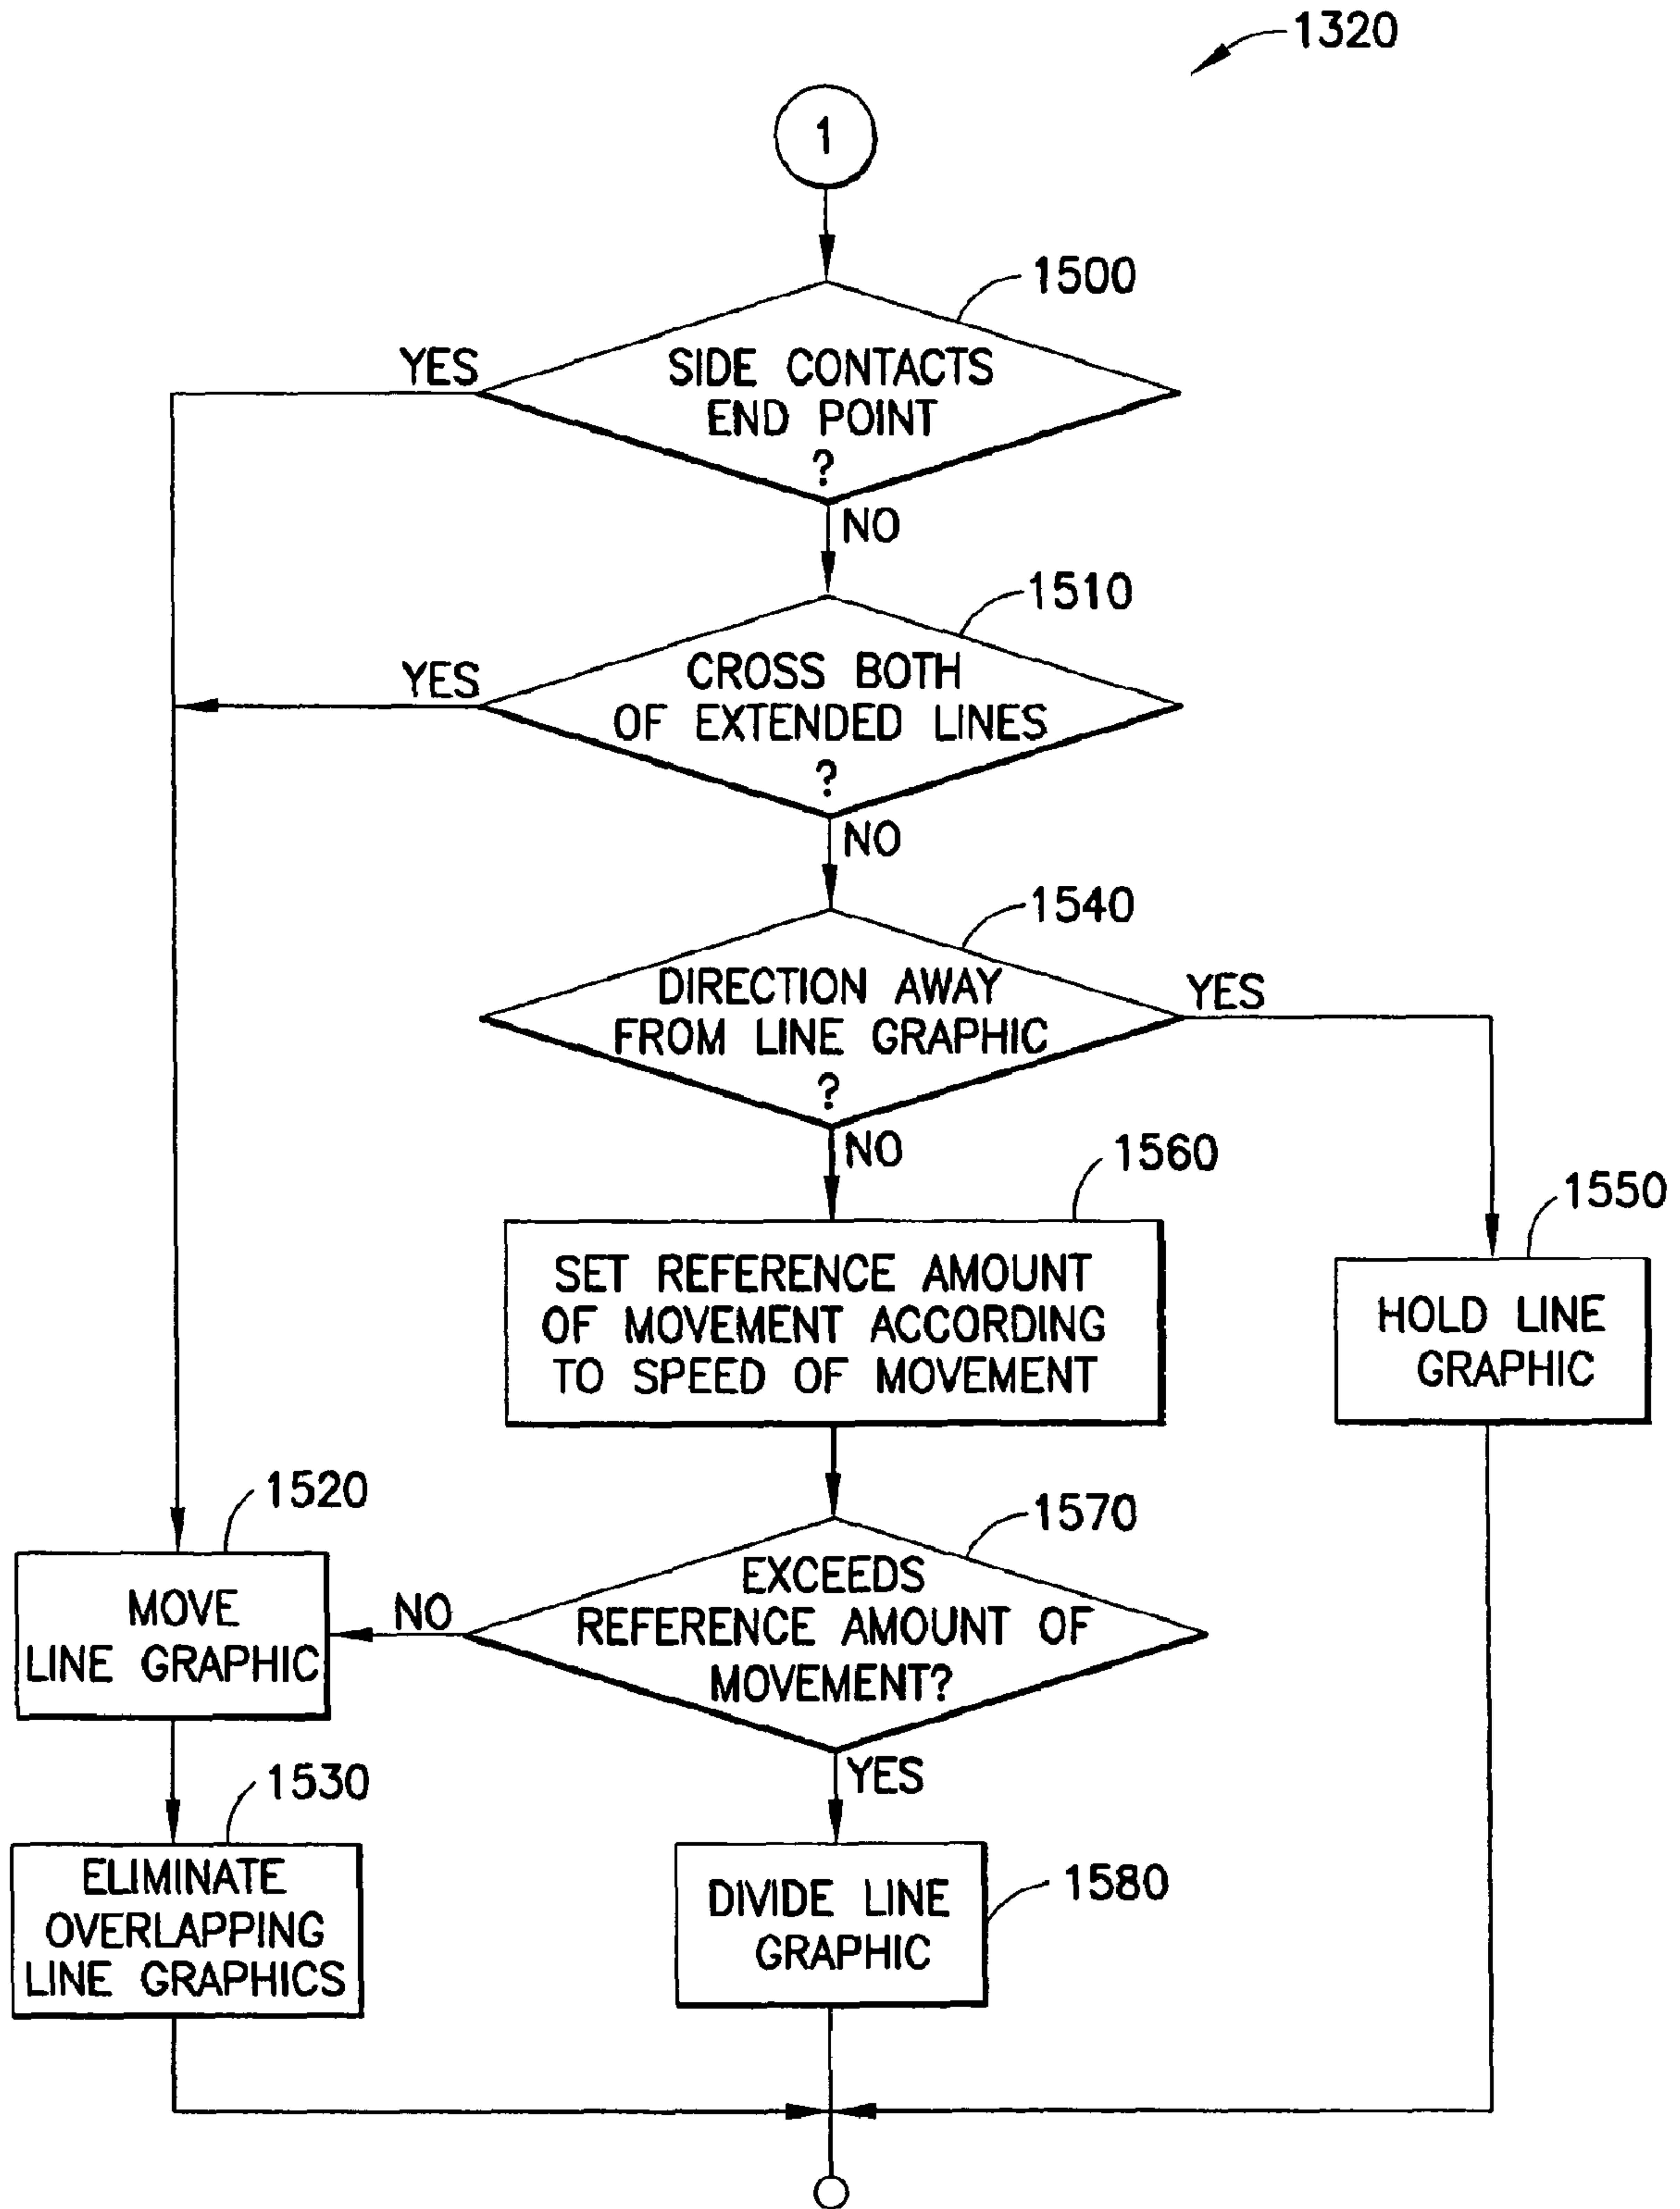 1320
1
1500
YES
SIDE CONTACTS
END POINT
?
NO
1510
YES
CROSS BOTH
OF EXTENDED LINES
?
NO
1540
DIRECTION AWAY
FROM LINE GRAPHIC
?
YES
NO
1560
SET REFERENCE AMOUNT
OF MOVEMENT ACCORDING
TO SPEED OF MOVEMENT
1550
HOLD LINE
GRAPHIC
1520
MOVE
LINE GRAPHIC
NO
1570
EXCEEDS
REFERENCE AMOUNT OF
MOVEMENT?
YES
1530
ELIMINATE
OVERLAPPING
LINE GRAPHICS
1580
DIVIDE LINE
GRAPHIC